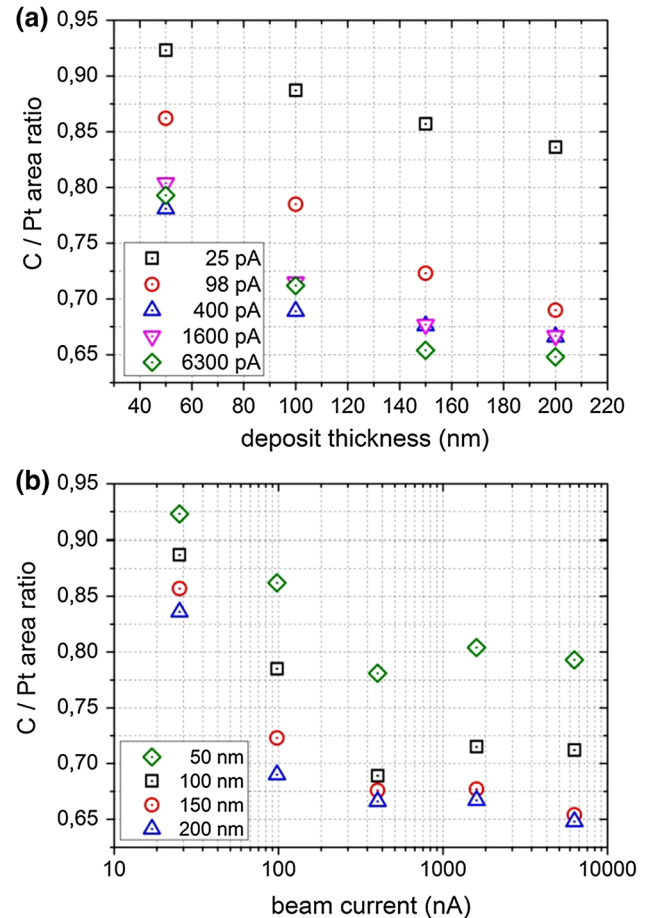 (a)
0,95
0,90
0,85
0,80
0,75
0,70
0,65
C / Pt area ratio
25 pA
98 pA
400 pA
1600 pA
6300 pA
40 60 80 100 120 140 160 180 200 220
deposit thickness (nm)
(b)
0,95
0,90
0,85
0,80
0,75
0,70
0,65
C / Pt area ratio
50 nm
100 nm
150 nm
200 nm
10 100 1000 10000
beam current (nA)